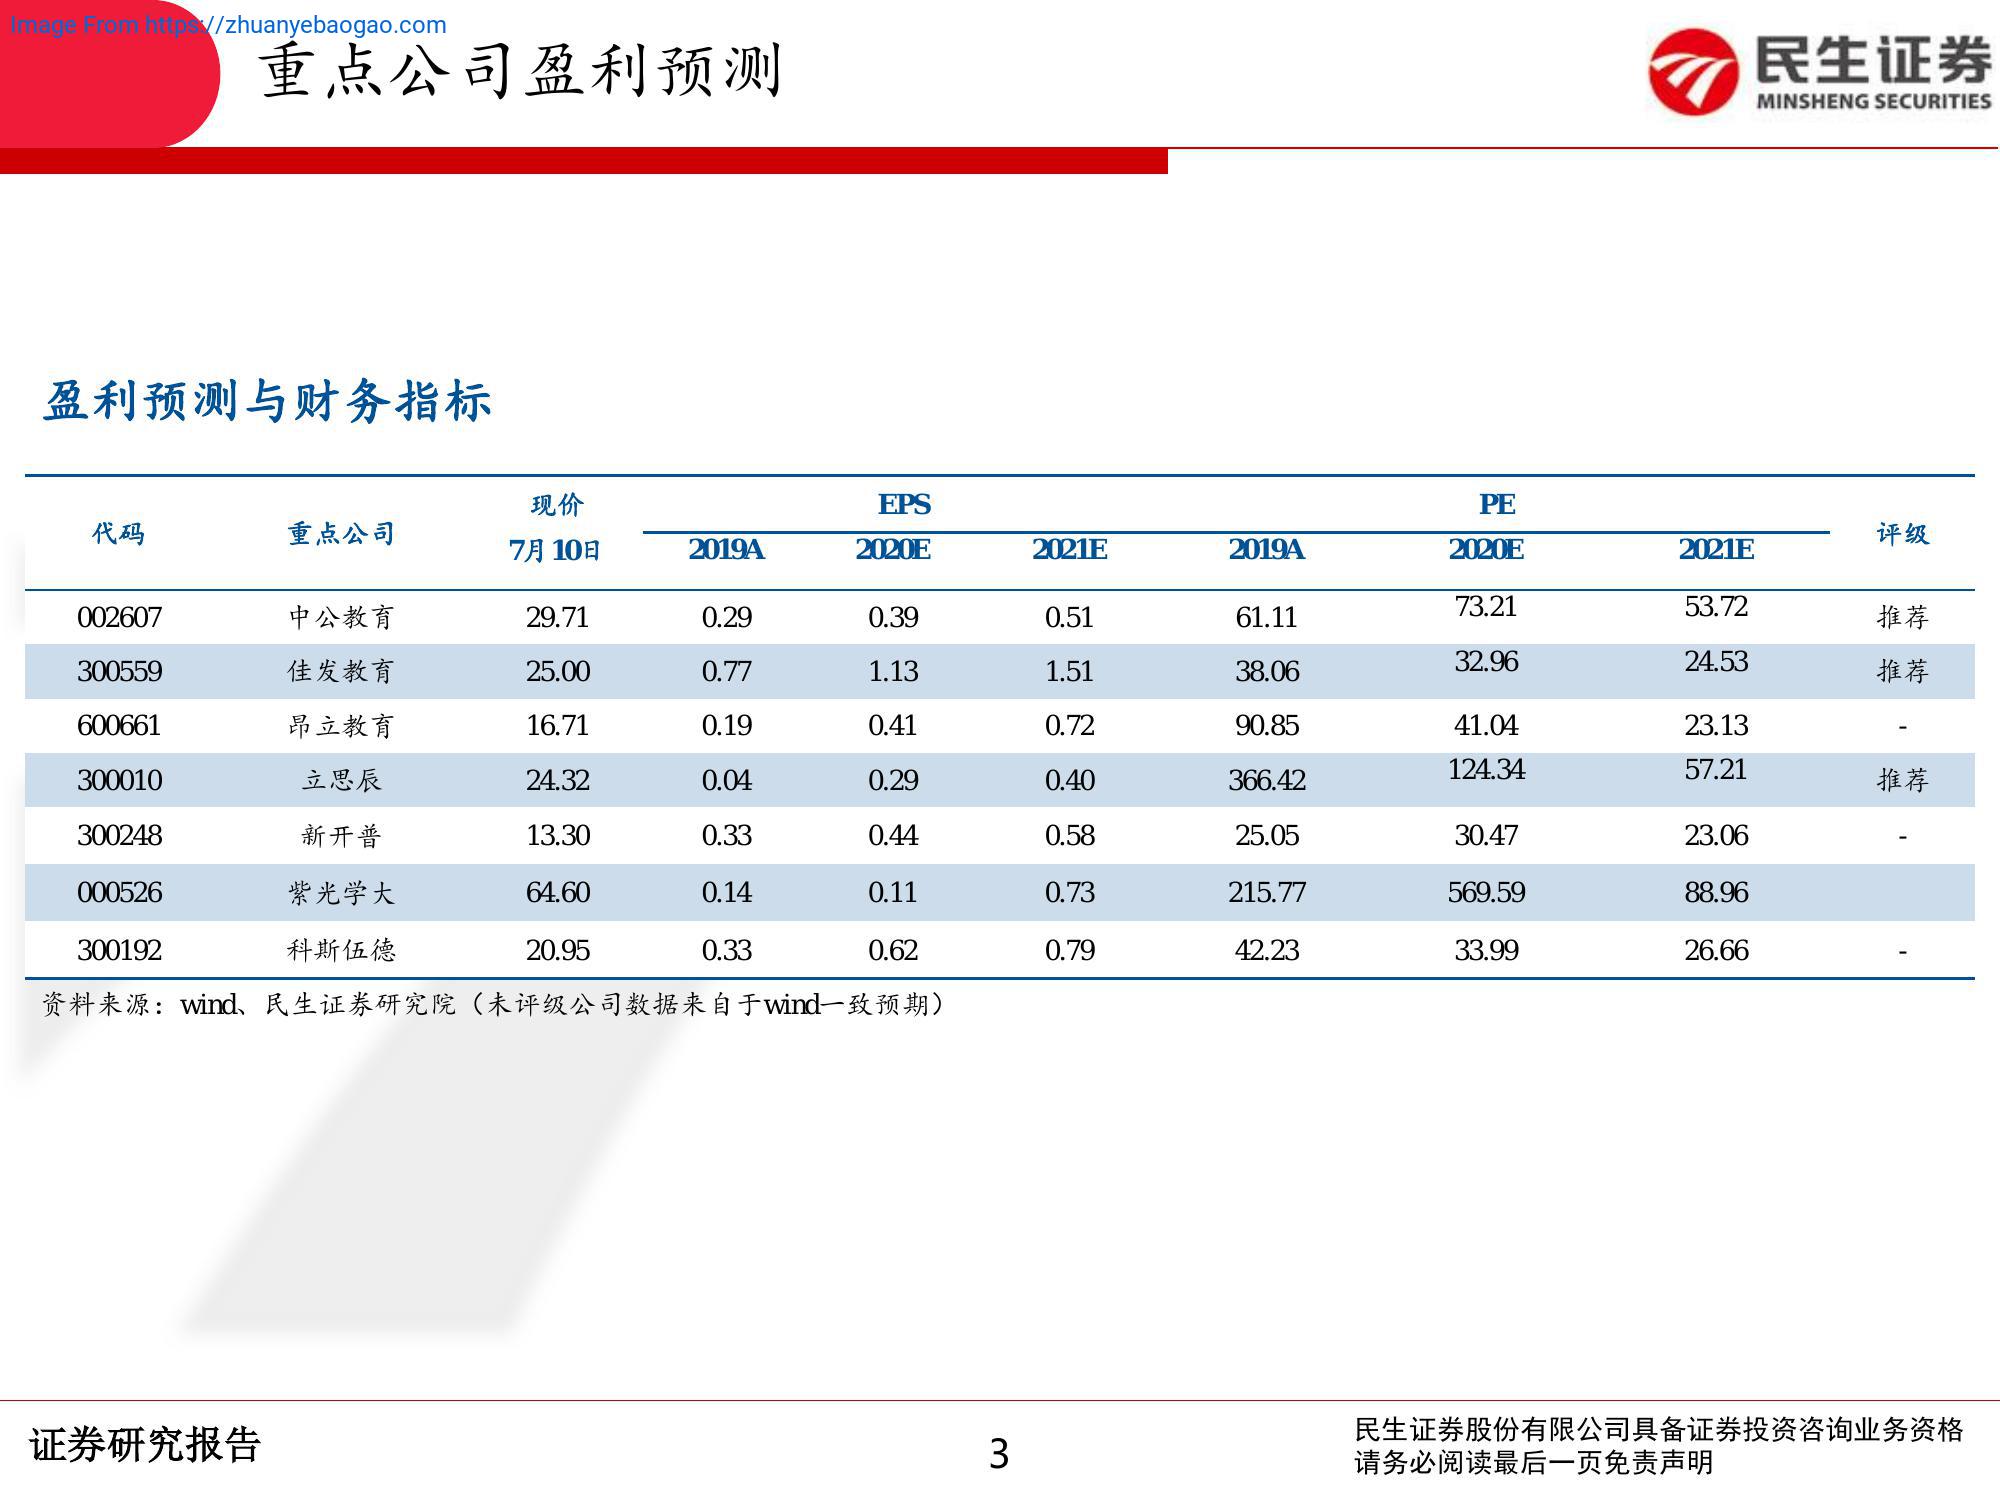 Image From https://zhuanyebaogao.com
重点公司盈利预测
民生证券
MINSHENG SECURITIES
盈利预测与财务指标
代码 重点公司 现价 EPS PE 评级
7月10日 2019A 2020E 2021E 2019A 2020E 2021E
002607 中公教育 29.71 0.29 0.39 0.51 61.11 73.21 53.72 推荐
300559 佳发教育 25.00 0.77 1.13 1.51 38.06 32.96 24.53 推荐
600661 昂立教育 16.71 0.19 0.41 0.72 90.85 41.04 23.13 -
300010 立思辰 24.32 0.04 0.29 0.40 366.42 124.34 57.21 推荐
300248 新开普 13.30 0.33 0.44 0.58 25.05 30.47 23.06 -
000526 紫光学大 64.60 0.14 0.11 0.73 215.77 569.59 88.96
300192 科斯伍德 20.95 0.33 0.62 0.79 42.23 33.99 26.66 -
资料来源：wind、民生证券研究院（未评级公司数据来自于wind一致预期）
证券研究报告
3
民生证券股份有限公司具备证券投资咨询业务资格
请务必阅读最后一页免责声明